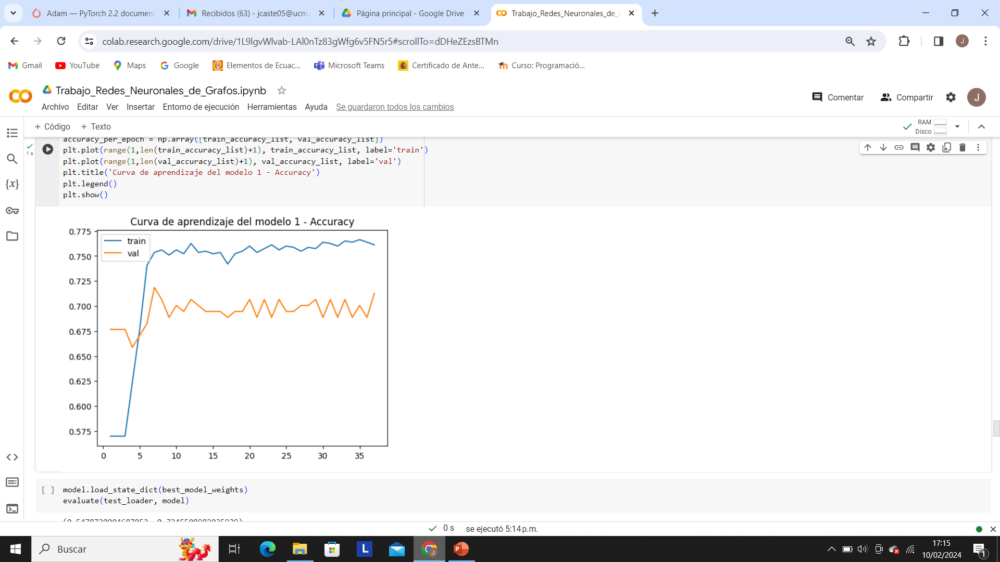 Adam — PyTorch 2.2 document
Recibidos (63) - jcaste05@ucm.
Página principal - Google Drive
Trabajo_Redes_Neuronales_de_
colab.research.google.com/drive/1L9lgvWlvab-LAl0nTz83gWfg6v5FN5r5#scrollTo=dDHeZEzsBTMn
J
Gmail
YouTube
Maps
Google
Elementos de Ecuac...
Microsoft Teams
Certificado de Ante...
Curso: Programació...
Trabajo_Redes_Neuronales_de_Grafos.ipynb
Comentar
Compartir
J
Archivo Editar Ver Insertar Entorno de ejecución Herramientas Ayuda Se guardaron todos los cambios
+ Código + Texto
RAM
Disco
1 s
accuracy_per_epoch = np.array([train_accuracy_list, val_accuracy_list])
plt.plot(range(1,len(train_accuracy_list)+1), train_accuracy_list, label='train')
plt.plot(range(1,len(val_accuracy_list)+1), val_accuracy_list, label='val')
plt.title('Curva de aprendizaje del modelo 1 - Accuracy')
plt.legend()
plt.show()
{x}
Curva de aprendizaje del modelo 1 - Accuracy
train
val
0.775
0.750
0.725
0.700
0.675
0.650
0.625
0.600
0.575
0 5 10 15 20 25 30 35
[ ] model.load_state_dict(best_model_weights)
evaluate(test_loader, model)
0 s se ejecutó 5:14 p.m.
Buscar
L
J
P
17:15
10/02/2024
1